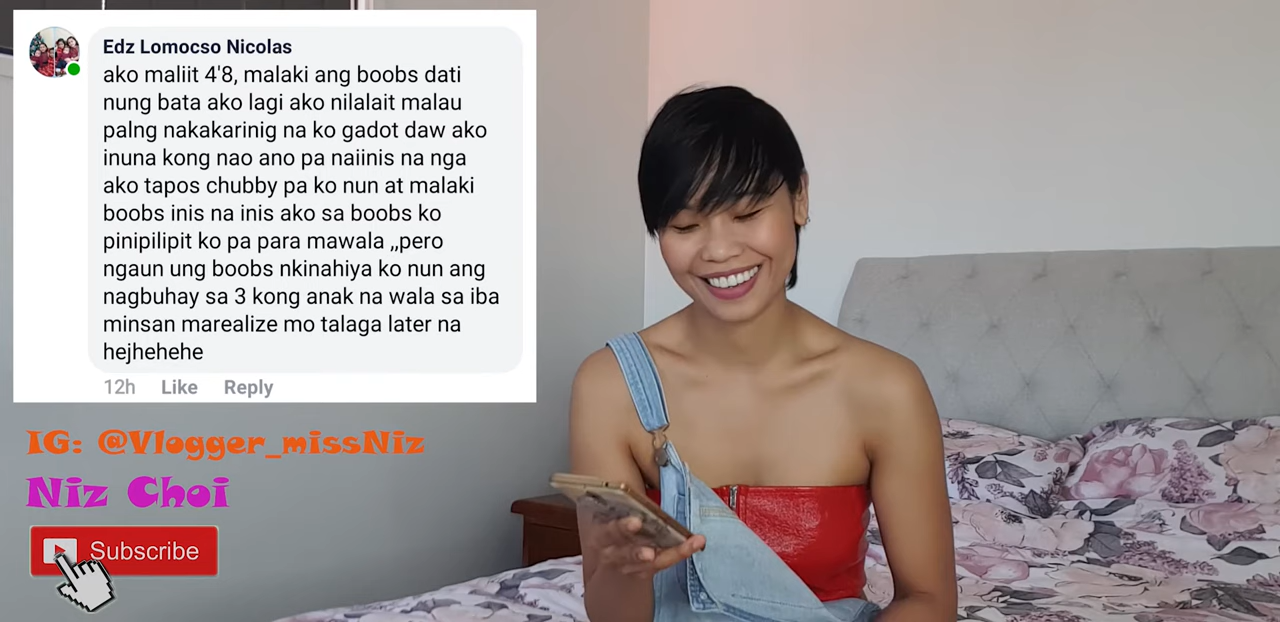 Edz Lomocso Nicolas
ako maliit 4'8, malaki ang boobs dati
nung bata ako lagi ako nilalait malau
palng nakakarinig na ko gadot daw ako
inuna kong nao ano pa naiinis na nga
ako tapos chubby pa ko nun at malaki
boobs inis na inis ako sa boobs ko
pinipilipit ko pa para mawala ,,pero
ngaun ung boobs nkinahiya ko nun ang
nagbuhay sa 3 kong anak na wala sa iba
minsan marealize mo talaga later na
hejhehehe
12h Like Reply
IG: @Vlogger_missNiz
Niz Choi
Subscribe